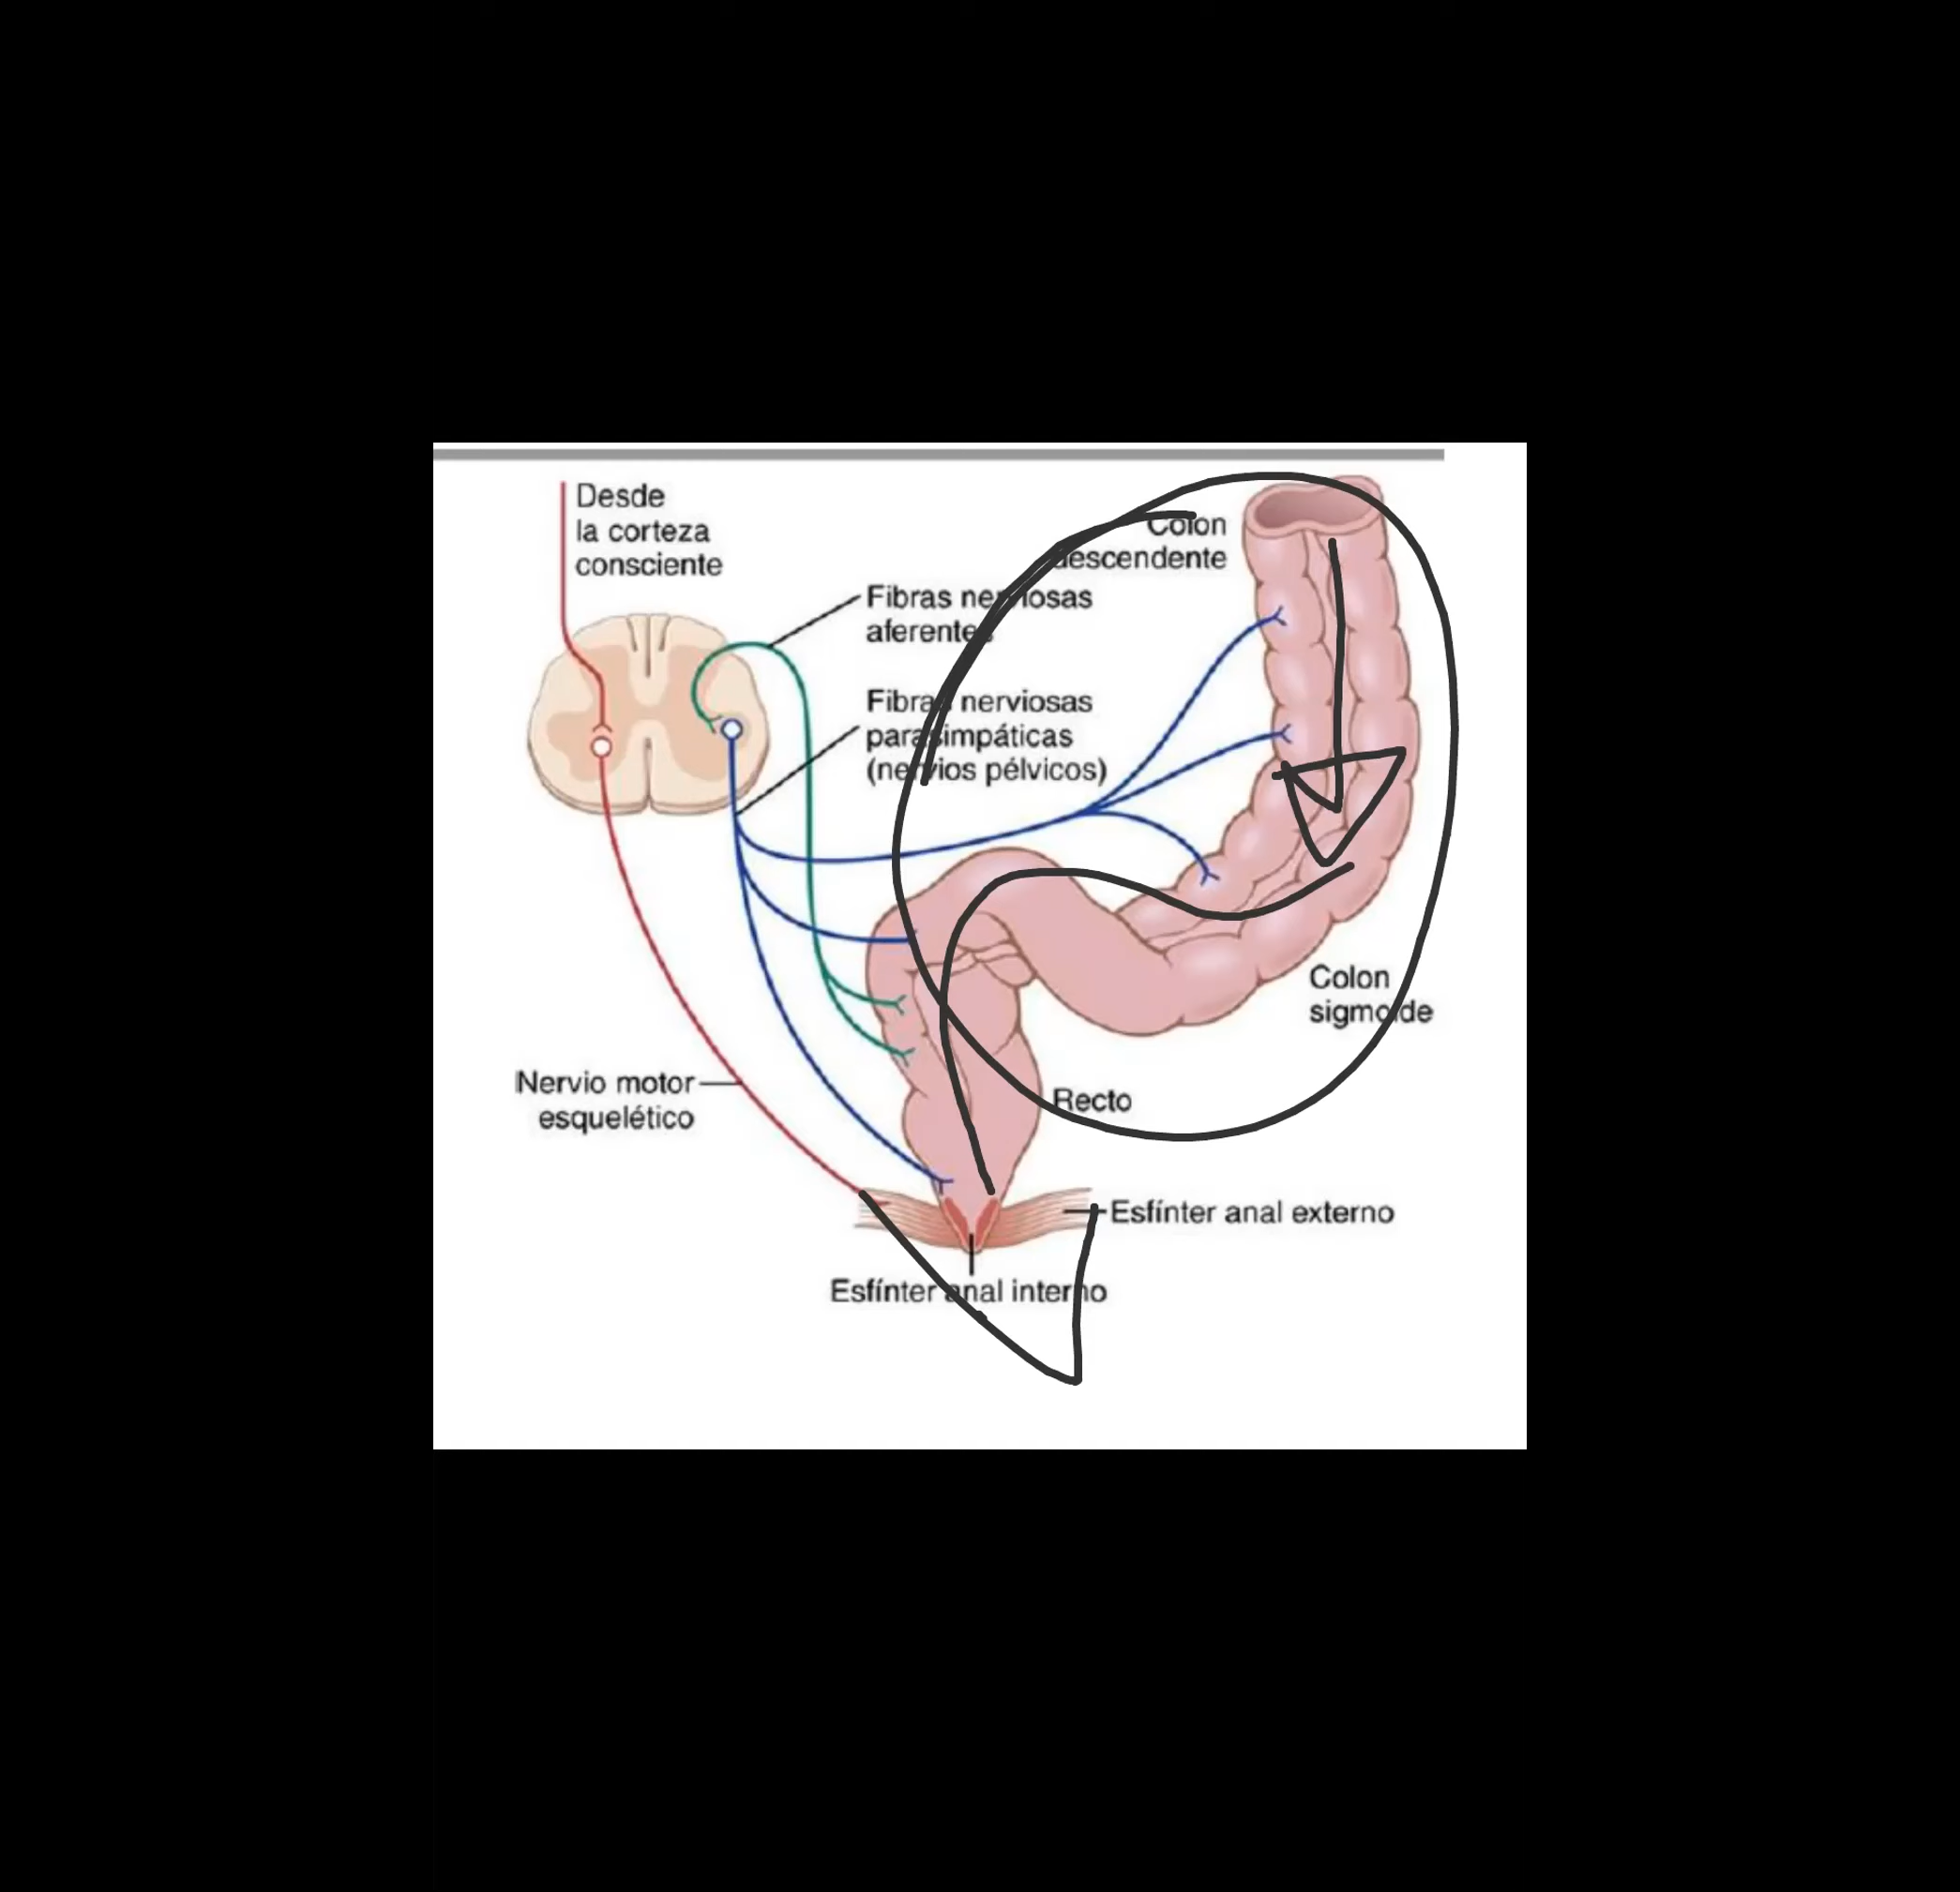 Desde
la corteza
consciente
Colon
descendente
Fibras nerviosas
aferentes
Fibras nerviosas
parasimpáticas
(nervios pélvicos)
Colon
sigmoide
Nervio motor
esquelético
Recto
Esfínter anal externo
Esfínter anal interno